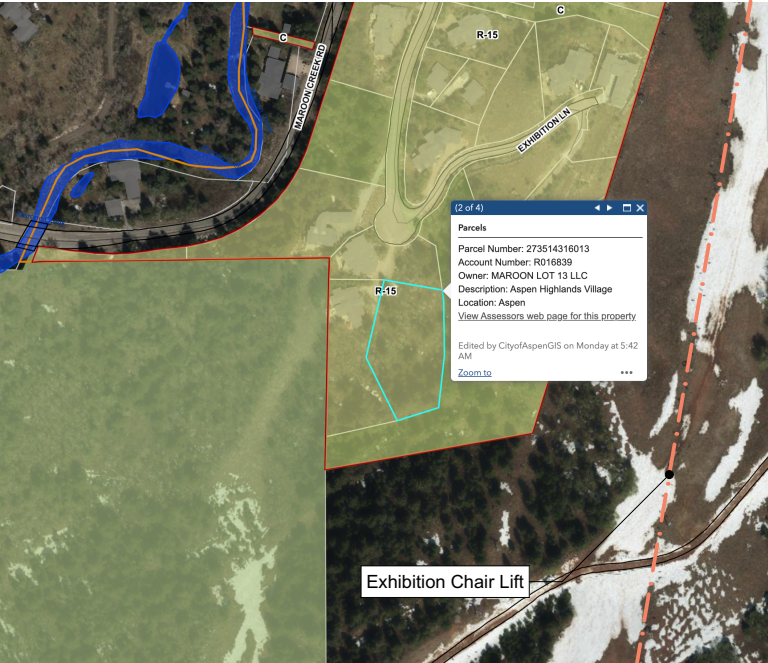 C
R-15
C
MAROON CREEK RD
EXHIBITION LN
(2 of 4)
Parcels
Parcel Number: 273514316013
Account Number: R016839
Owner: MAROON LOT 13 LLC
Description: Aspen Highlands Village
Location: Aspen
View Assessors web page for this property
Edited by CityofAspenGIS on Monday at 5:42
AM
Zoom to
R-15
Exhibition Chair Lift